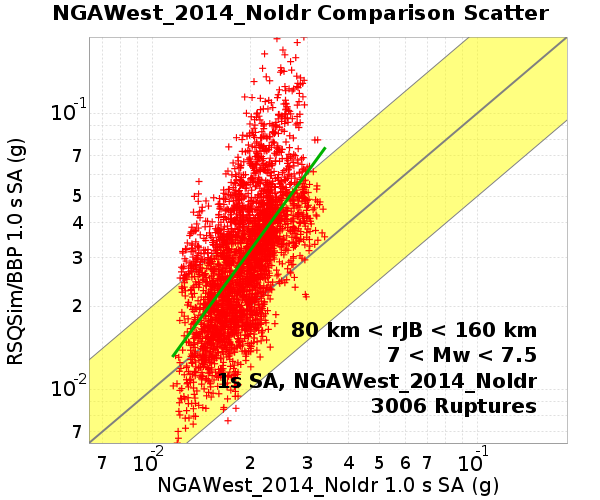 NGAWest_2014_NoIdr Comparison Scatter
RSQSim/BBP 1.0 s SA (g)
10-1
7
5
4
3
2
10-2
7
80 km < rJB < 160 km
7 < Mw < 7.5
1s SA, NGAWest_2014_NoIdr
3006 Ruptures
7 10-2 2 3 4 5 6 7 10-1
NGAWest_2014_NoIdr 1.0 s SA (g)